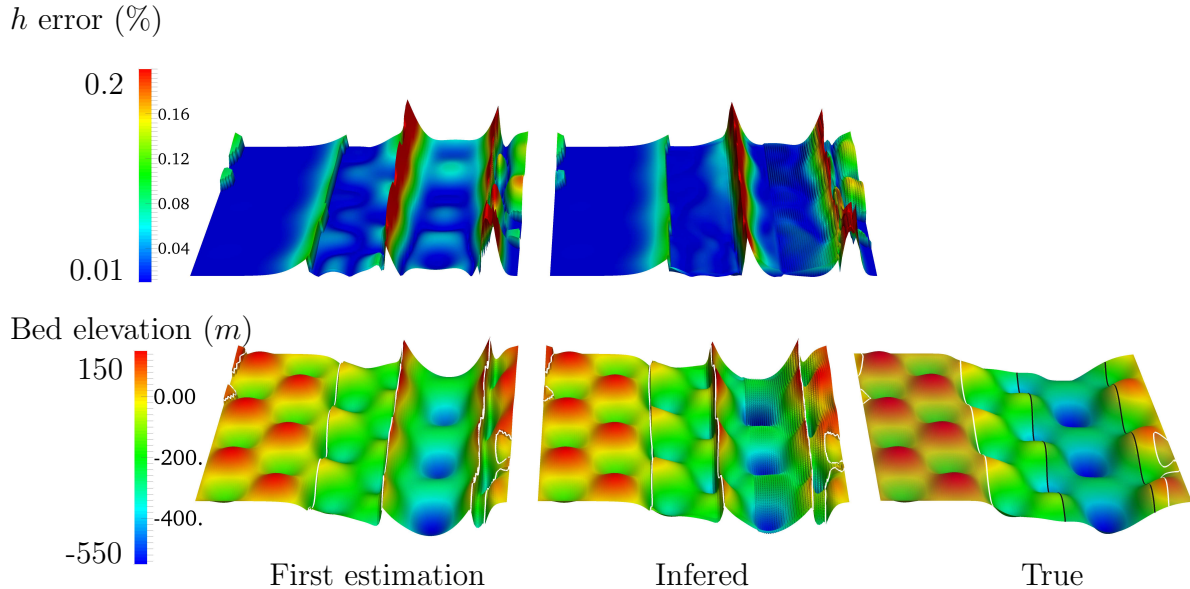 h error (%)
0.2
0.16
0.12
0.08
0.04
0.01
Bed elevation (m)
150
0.00
-200.
-400.
-550
First estimation
Infered
True